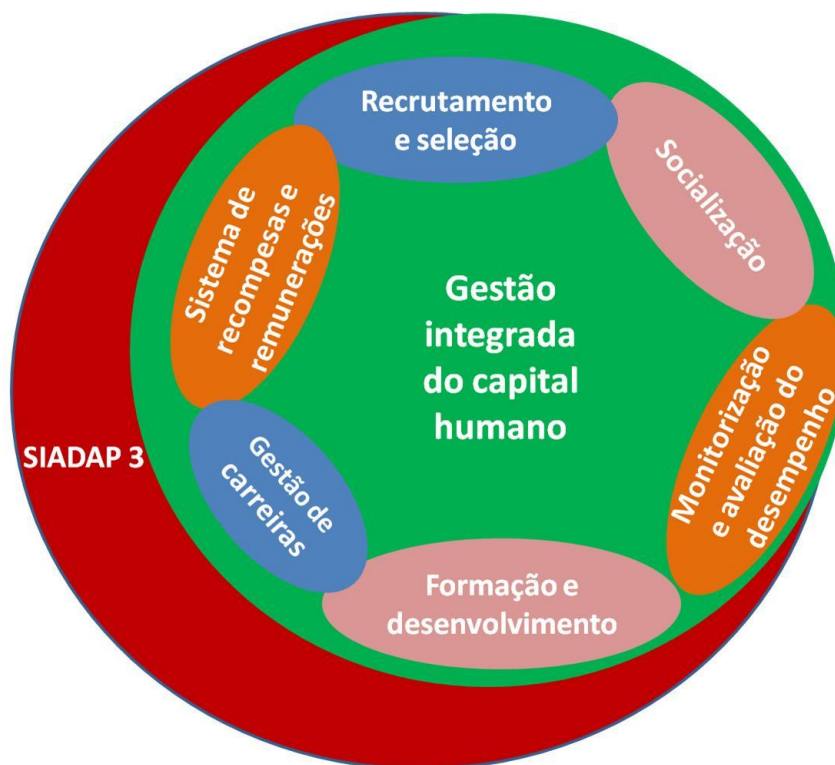 Recrutamento
e seleção
Socialização
Monitorização
e avaliação do
desempenho
Formação e
desenvolvimento
Gestão de
carreiras
Sistema de
recompesas e
remunerações
Gestão
integrada
do capital
humano
SIADAP 3